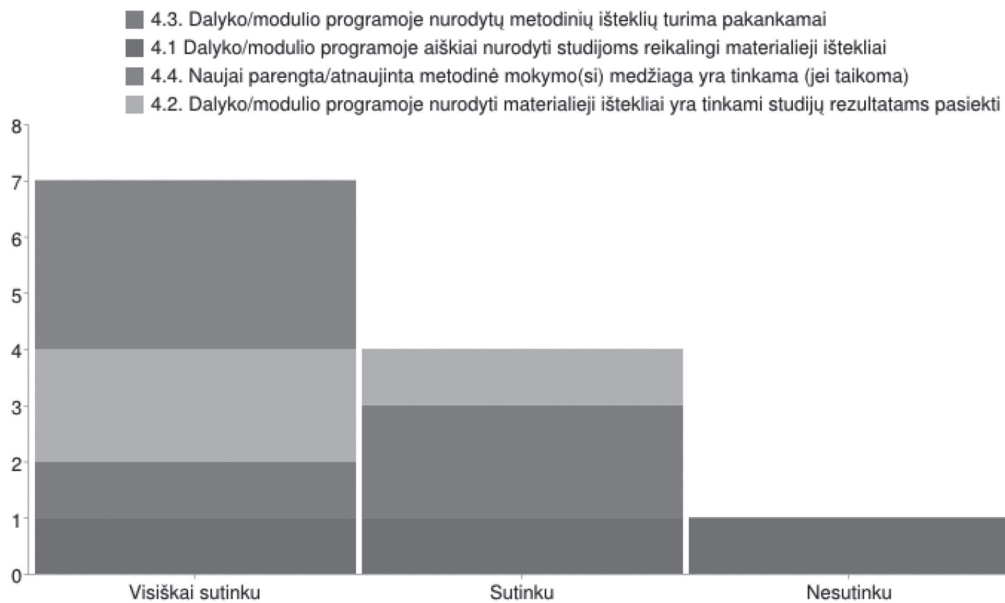 4.3. Dalyko/modulio programoje nurodytų metodinių išteklių turima pakankamai
4.1 Dalyko/modulio programoje aiškiai nurodyti studijoms reikalingi materialieji ištekliai
4.4. Naujai parengta/atnaujinta metodinė mokymo(si) medžiaga yra tinkama (jei taikoma)
4.2. Dalyko/modulio programoje nurodyti materialieji ištekliai yra tinkami studijų rezultatams pasiekti
8
7
6
5
4
3
2
1
0
Visiškai sutinku
Sutinku
Nesutinku